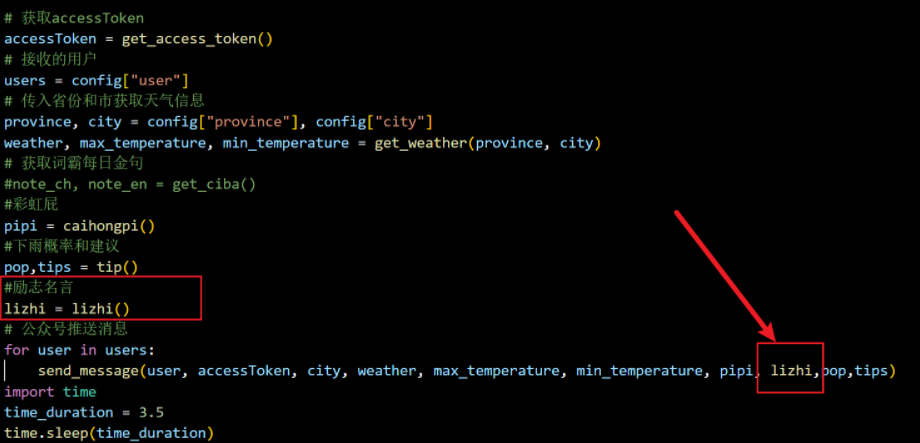 # 获取accessToken
accessToken = get_access_token()
# 接收的用户
users = config["user"]
# 传入省份和市获取天气信息
province, city = config["province"], config["city"]
weather, max_temperature, min_temperature = get_weather(province, city)
# 获取词霸每日金句
#note_ch, note_en = get_ciba()
#彩虹屁
pipi = caihongpi()
#下雨概率和建议
pop,tips = tip()
#励志名言
lizhi = lizhi()
# 公众号推送消息
for user in users:
    send_message(user, accessToken, city, weather, max_temperature, min_temperature, pipi, lizhi,pop,tips)
import time
time_duration = 3.5
time.sleep(time_duration)